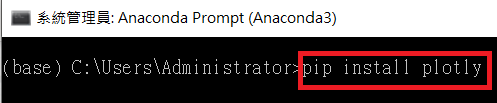 系統管理員: Anaconda Prompt (Anaconda3)
(base) C:\Users\Administrator>pip install plotly